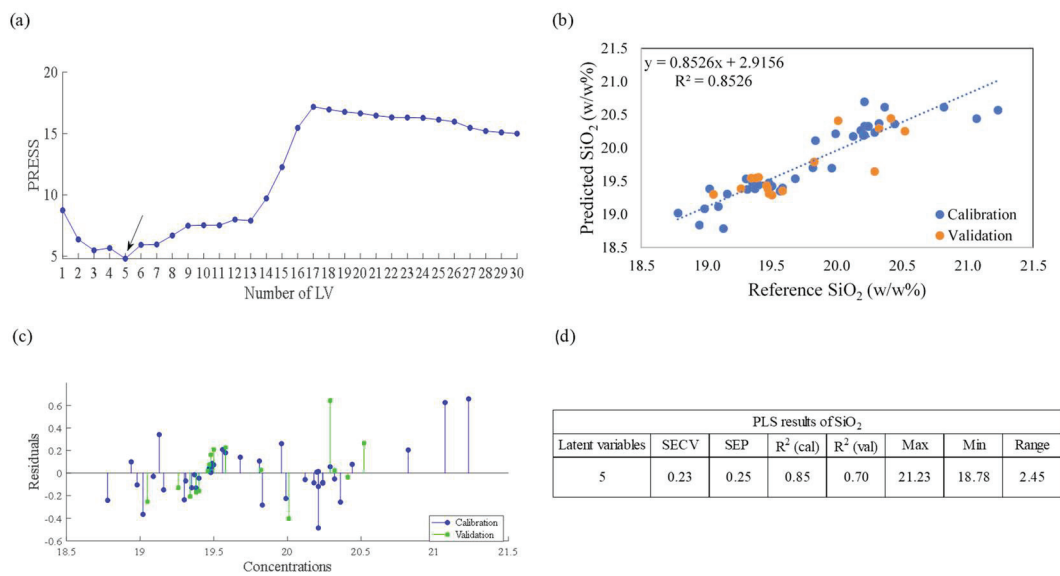 (a)
20
15
10
5
PRESS
1 2 3 4 5 6 7 8 9 10 11 12 13 14 15 16 17 18 19 20 21 22 23 24 25 26 27 28 29 30
Number of LV
(b)
y = 0.8526x + 2.9156
R² = 0.8526
21.5
21.0
20.5
20.0
19.5
19.0
18.5
Predicted SiO₂ (w/w%)
Calibration
Validation
18.5 19.0 19.5 20.0 20.5 21.0 21.5
Reference SiO₂ (w/w%)
(c)
0.6
0.4
0.2
0
-0.2
-0.4
-0.6
Residuals
Calibration
Validation
18.5 19 19.5 20 20.5 21 21.5
Concentrations
(d)
PLS results of SiO₂
Latent variables SECV SEP R² (cal) R² (val) Max Min Range
5 0.23 0.25 0.85 0.70 21.23 18.78 2.45